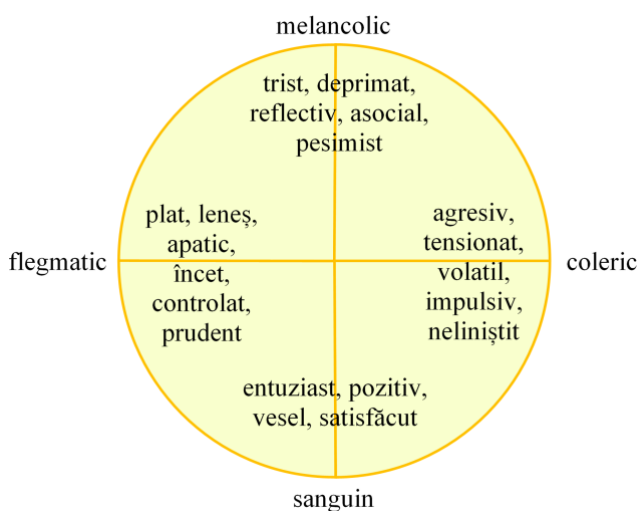 melancolic
trist, deprimat,
reflectiv, asocial,
pesimist
plat, leneș,
apatic,
încet,
controlat,
prudent
agresiv,
tensionat,
volatil,
impulsiv,
neliniștit
flegmatic
coleric
entuziast, pozitiv,
vesel, satisfăcut
sanguin